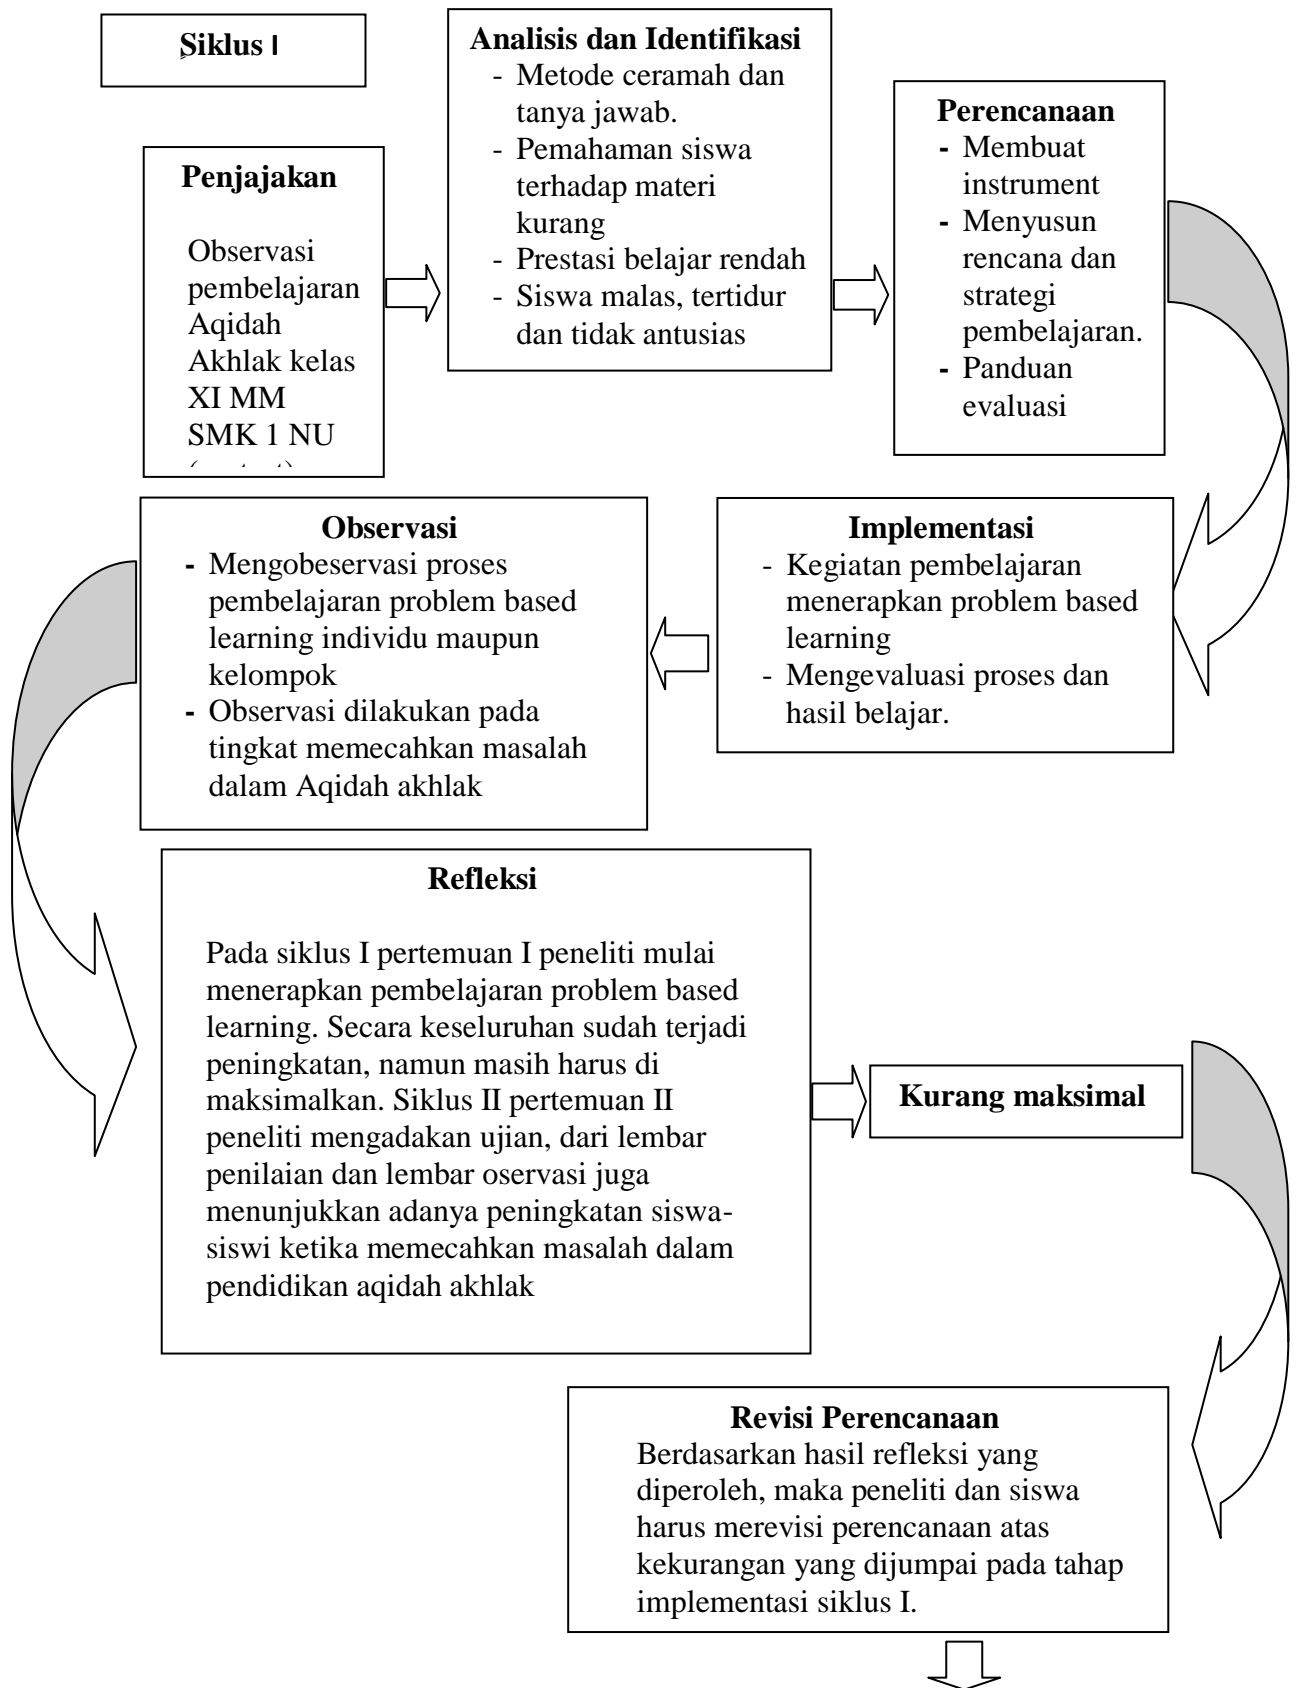 Siklus I
Analisis dan Identifikasi
- Metode ceramah dan
tanya jawab.
- Pemahaman siswa
terhadap materi
kurang
- Prestasi belajar rendah
- Siswa malas, tertidur
dan tidak antusias
Perencanaan
- Membuat
instrument
- Menyusun
rencana dan
strategi
pembelajaran.
- Panduan
evaluasi
Penjajakan
Observasi
pembelajaran
Aqidah
Akhlak kelas
XI MM
SMK 1 NU
Observasi
- Mengobeservasi proses
pembelajaran problem based
learning individu maupun
kelompok
- Observasi dilakukan pada
tingkat memecahkan masalah
dalam Aqidah akhlak
Implementasi
- Kegiatan pembelajaran
menerapkan problem based
learning
- Mengevaluasi proses dan
hasil belajar.
Refleksi
Pada siklus I pertemuan I peneliti mulai
menerapkan pembelajaran problem based
learning. Secara keseluruhan sudah terjadi
peningkatan, namun masih harus di
maksimalkan. Siklus II pertemuan II
peneliti mengadakan ujian, dari lembar
penilaian dan lembar oservasi juga
menunjukkan adanya peningkatan siswa-
siswi ketika memecahkan masalah dalam
pendidikan aqidah akhlak
Kurang maksimal
Revisi Perencanaan
Berdasarkan hasil refleksi yang
diperoleh, maka peneliti dan siswa
harus merevisi perencanaan atas
kekurangan yang dijumpai pada tahap
implementasi siklus I.